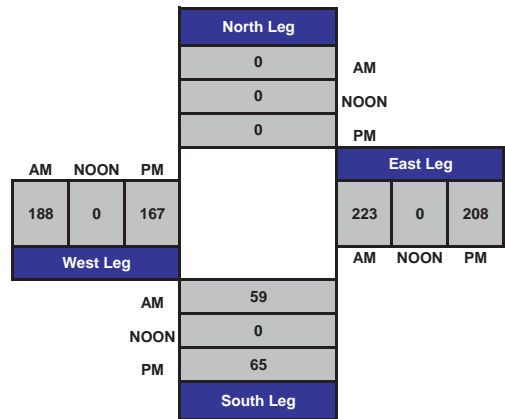 North Leg
0 AM
0 NOON
0 PM
AM NOON PM East Leg
188 0 167 223 0 208
West Leg AM NOON PM
AM 59
NOON 0
PM 65
South Leg